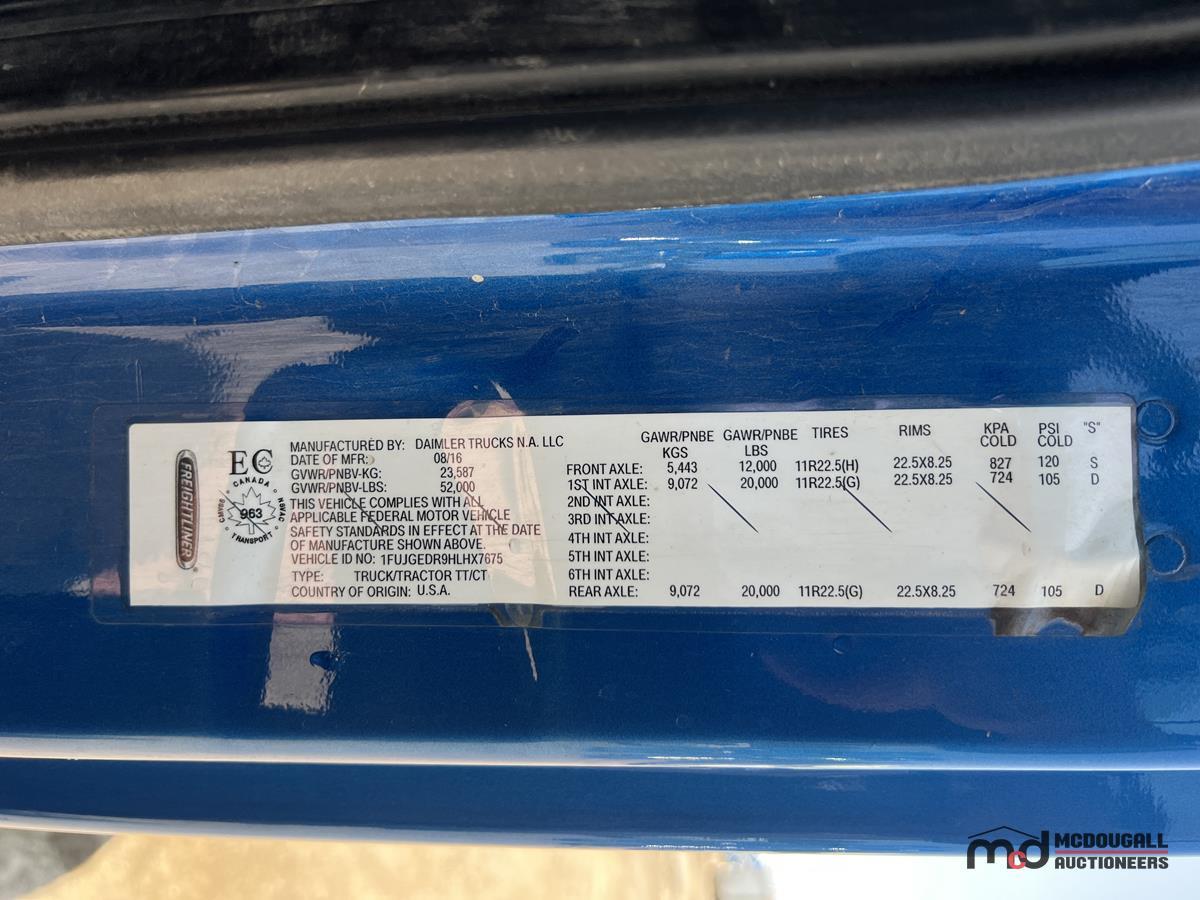 FREIGHTLINER ®
EC
CANADA
CMVSS 963 NSVAC
TRANSPORT
MANUFACTURED BY: DAIMLER TRUCKS N.A. LLC
DATE OF MFR: 08/16
GVWR/PNBV-KG: 23,587
GVWR/PNBV-LBS: 52,000
THIS VEHICLE COMPLIES WITH ALL
APPLICABLE FEDERAL MOTOR VEHICLE
SAFETY STANDARDS IN EFFECT AT THE DATE
OF MANUFACTURE SHOWN ABOVE.
VEHICLE ID NO: 1FUJGEDR9HLHX7675
TYPE: TRUCK/TRACTOR TT/CT
COUNTRY OF ORIGIN: U.S.A.
GAWR/PNBE GAWR/PNBE TIRES RIMS KPA PSI "S"
KGS LBS COLD COLD
FRONT AXLE: 5,443 12,000 11R22.5(H) 22.5X8.25 827 120 S
1ST INT AXLE: 9,072 20,000 11R22.5(G) 22.5X8.25 724 105 D
2ND INT AXLE:
3RD INT AXLE:
4TH INT AXLE:
5TH INT AXLE:
6TH INT AXLE:
REAR AXLE: 9,072 20,000 11R22.5(G) 22.5X8.25 724 105 D
mcd MCDOUGALL
AUCTIONEERS